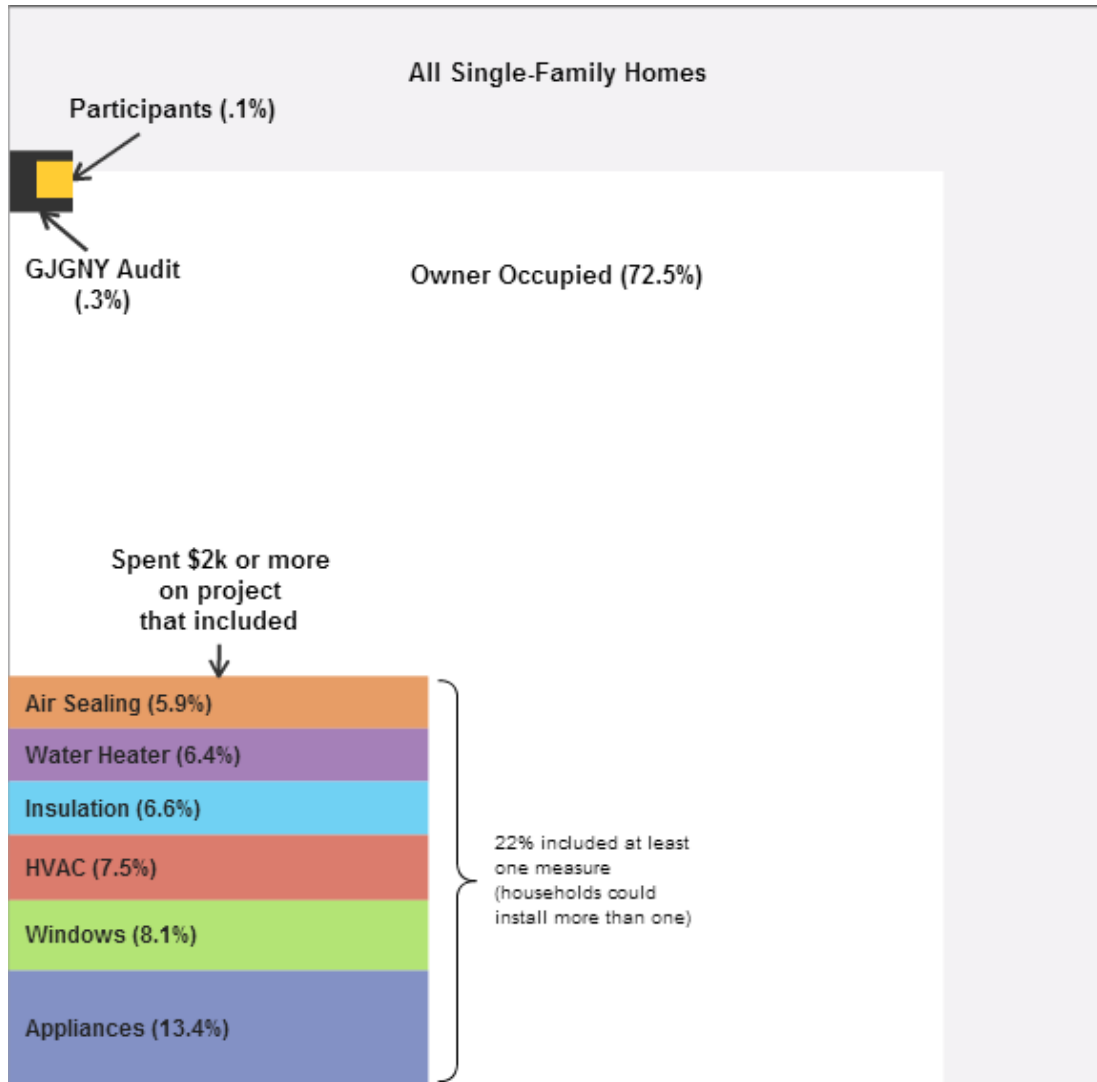 All Single-Family Homes
Participants (.1%)
GJGNY Audit
(.3%)
Owner Occupied (72.5%)
Spent $2k or more
on project
that included
Air Sealing (5.9%)
Water Heater (6.4%)
Insulation (6.6%)
HVAC (7.5%)
Windows (8.1%)
Appliances (13.4%)
22% included at least
one measure
(households could
install more than one)